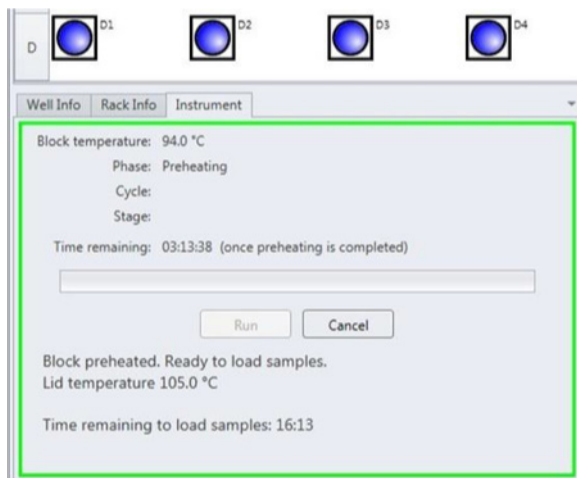 D D1 D2 D3 D4
Well Info Rack Info Instrument
Block temperature: 94.0 °C
Phase: Preheating
Cycle:
Stage:
Time remaining: 03:13:38 (once preheating is completed)
Run Cancel
Block preheated. Ready to load samples.
Lid temperature 105.0 °C
Time remaining to load samples: 16:13